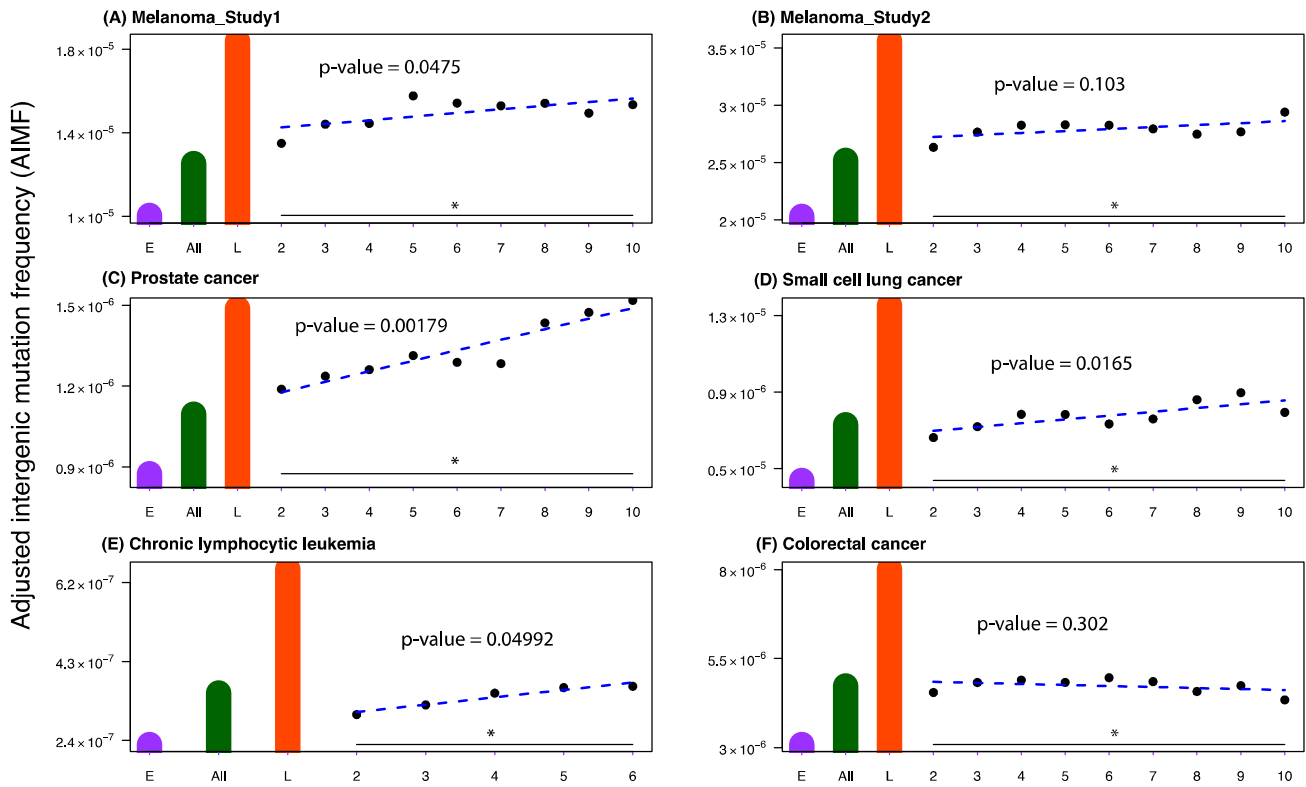 Adjusted intergenic mutation frequency (AIMF)
(A) Melanoma_Study1
1.8 × 10⁻⁵
p-value = 0.0475
1.4 × 10⁻⁵
1 × 10⁻⁵
*
E All L 2 3 4 5 6 7 8 9 10
(B) Melanoma_Study2
3.5 × 10⁻⁵
p-value = 0.103
3 × 10⁻⁵
2.5 × 10⁻⁵
2 × 10⁻⁵
*
E All L 2 3 4 5 6 7 8 9 10
(C) Prostate cancer
1.5 × 10⁻⁶
p-value = 0.00179
1.2 × 10⁻⁶
0.9 × 10⁻⁶
*
E All L 2 3 4 5 6 7 8 9 10
(D) Small cell lung cancer
1.3 × 10⁻⁵
p-value = 0.0165
0.9 × 10⁻⁶
0.5 × 10⁻⁵
*
E All L 2 3 4 5 6 7 8 9 10
(E) Chronic lymphocytic leukemia
6.2 × 10⁻⁷
p-value = 0.04992
4.3 × 10⁻⁷
2.4 × 10⁻⁷
*
E All L 2 3 4 5 6
(F) Colorectal cancer
8 × 10⁻⁶
p-value = 0.302
5.5 × 10⁻⁶
3 × 10⁻⁶
*
E All L 2 3 4 5 6 7 8 9 10